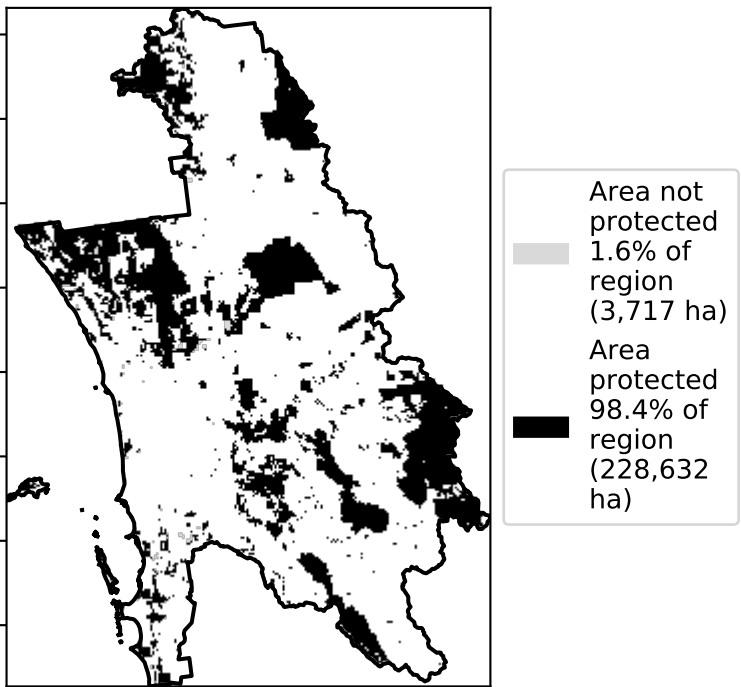 Area not
protected
1.6% of
region
(3,717 ha)
Area
protected
98.4% of
region
(228,632
ha)